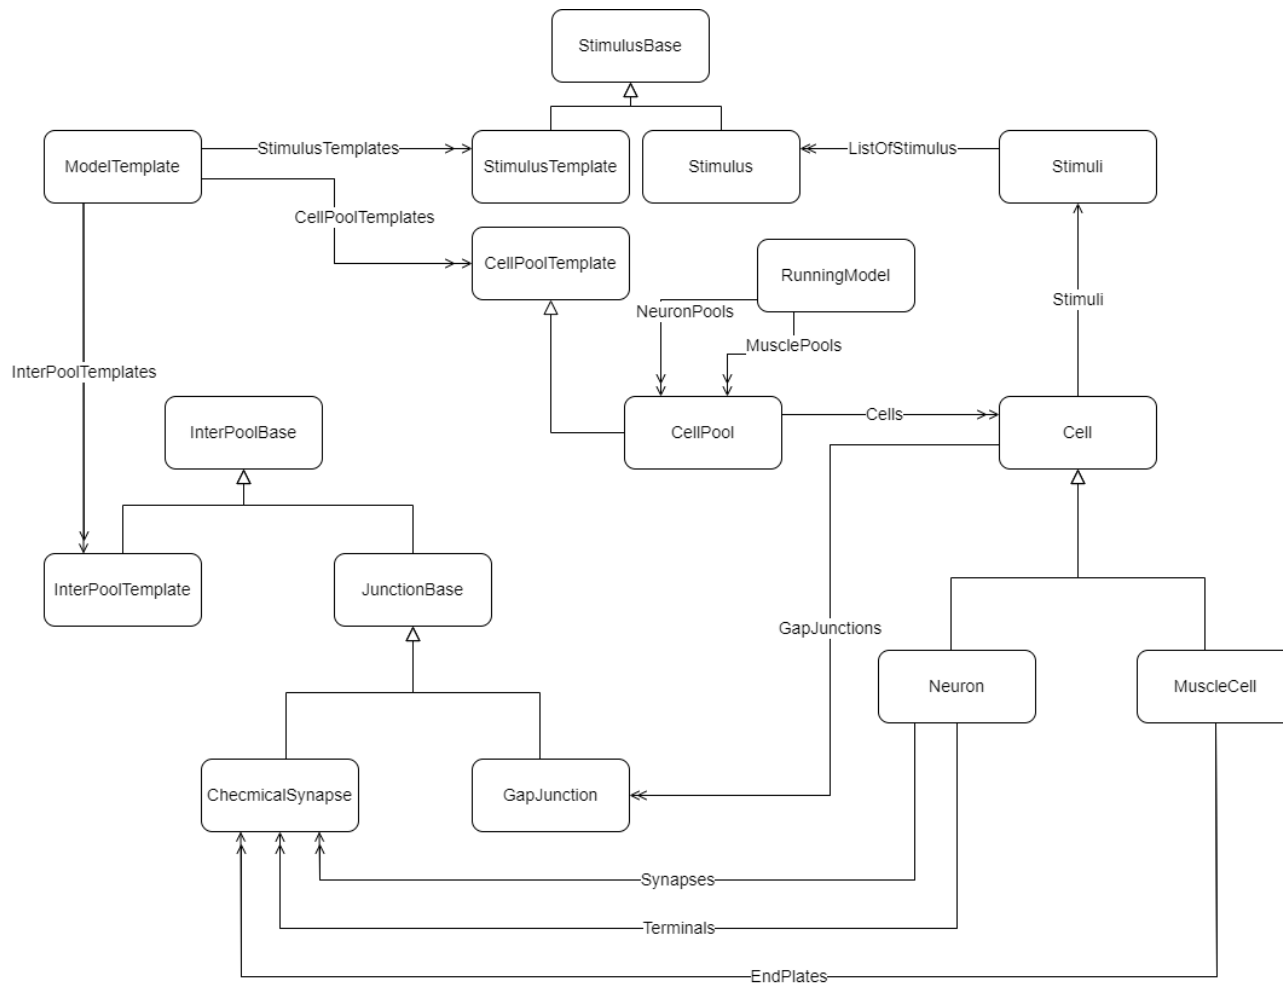 StimulusBase
ModelTemplate
StimulusTemplates
StimulusTemplate
Stimulus
ListOfStimulus
Stimuli
CellPoolTemplates
CellPoolTemplate
RunningModel
NeuronPools
MusclePools
Stimuli
InterPoolTemplates
InterPoolBase
CellPool
Cells
Cell
InterPoolTemplate
JunctionBase
GapJunctions
Neuron
MuscleCell
ChecmicalSynapse
GapJunction
Synapses
Terminals
EndPlates